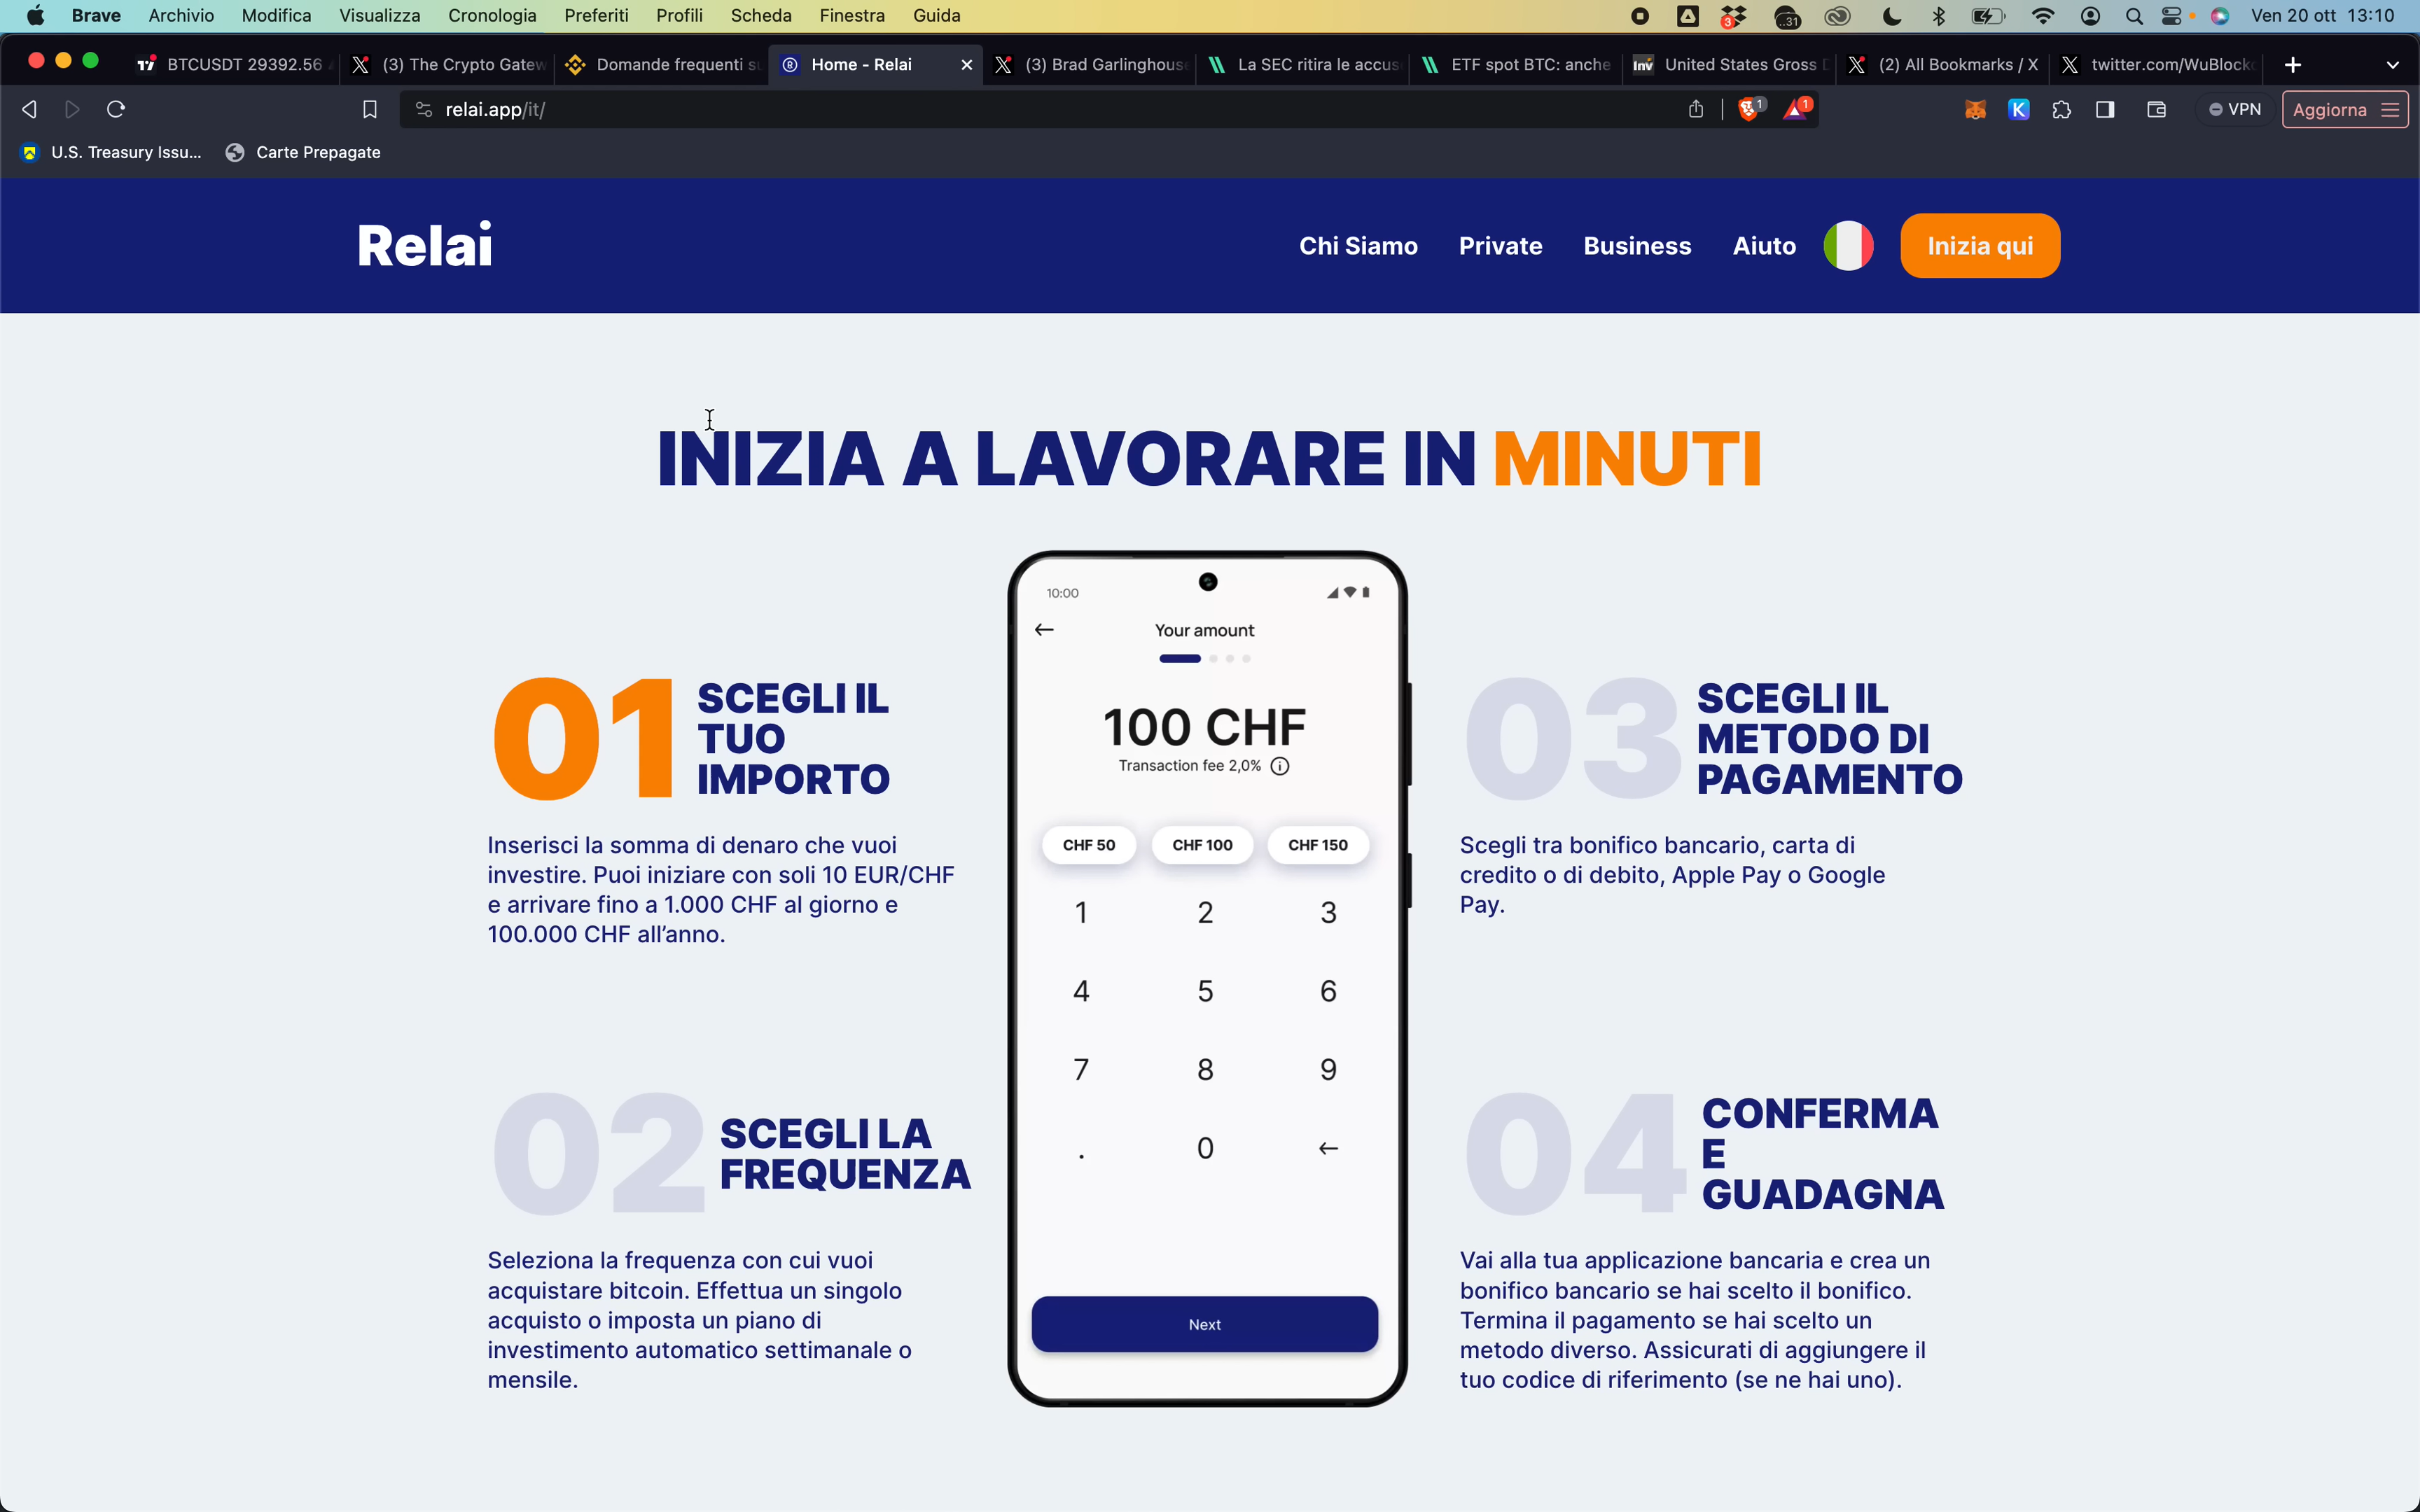 Brave Archivio Modifica Visualizza Cronologia Preferiti Profili Scheda Finestra Guida
3 ..31 Ven 20 ott 13:10
BTCUSDT 29392.56 (3) The Crypto Gatew Domande frequenti su Home - Relai (3) Brad Garlinghouse La SEC ritira le accus ETF spot BTC: anche Inv United States Gross D (2) All Bookmarks / X twitter.com/WuBlock
relai.app/it/ 1 1 K VPN Aggiorna
U.S. Treasury Issu... Carte Prepagate
Relai
Chi Siamo Private Business Aiuto Inizia qui
INIZIA A LAVORARE IN MINUTI
01 SCEGLI IL
TUO
IMPORTO
Inserisci la somma di denaro che vuoi
investire. Puoi iniziare con soli 10 EUR/CHF
e arrivare fino a 1.000 CHF al giorno e
100.000 CHF all’anno.
02 SCEGLI LA
FREQUENZA
Seleziona la frequenza con cui vuoi
acquistare bitcoin. Effettua un singolo
acquisto o imposta un piano di
investimento automatico settimanale o
mensile.
10:00
← Your amount
100 CHF
Transaction fee 2,0%
CHF 50 CHF 100 CHF 150
1 2 3
4 5 6
7 8 9
. 0 ←
Next
03 SCEGLI IL
METODO DI
PAGAMENTO
Scegli tra bonifico bancario, carta di
credito o di debito, Apple Pay o Google
Pay.
04 CONFERMA
E
GUADAGNA
Vai alla tua applicazione bancaria e crea un
bonifico bancario se hai scelto il bonifico.
Termina il pagamento se hai scelto un
metodo diverso. Assicurati di aggiungere il
tuo codice di riferimento (se ne hai uno).